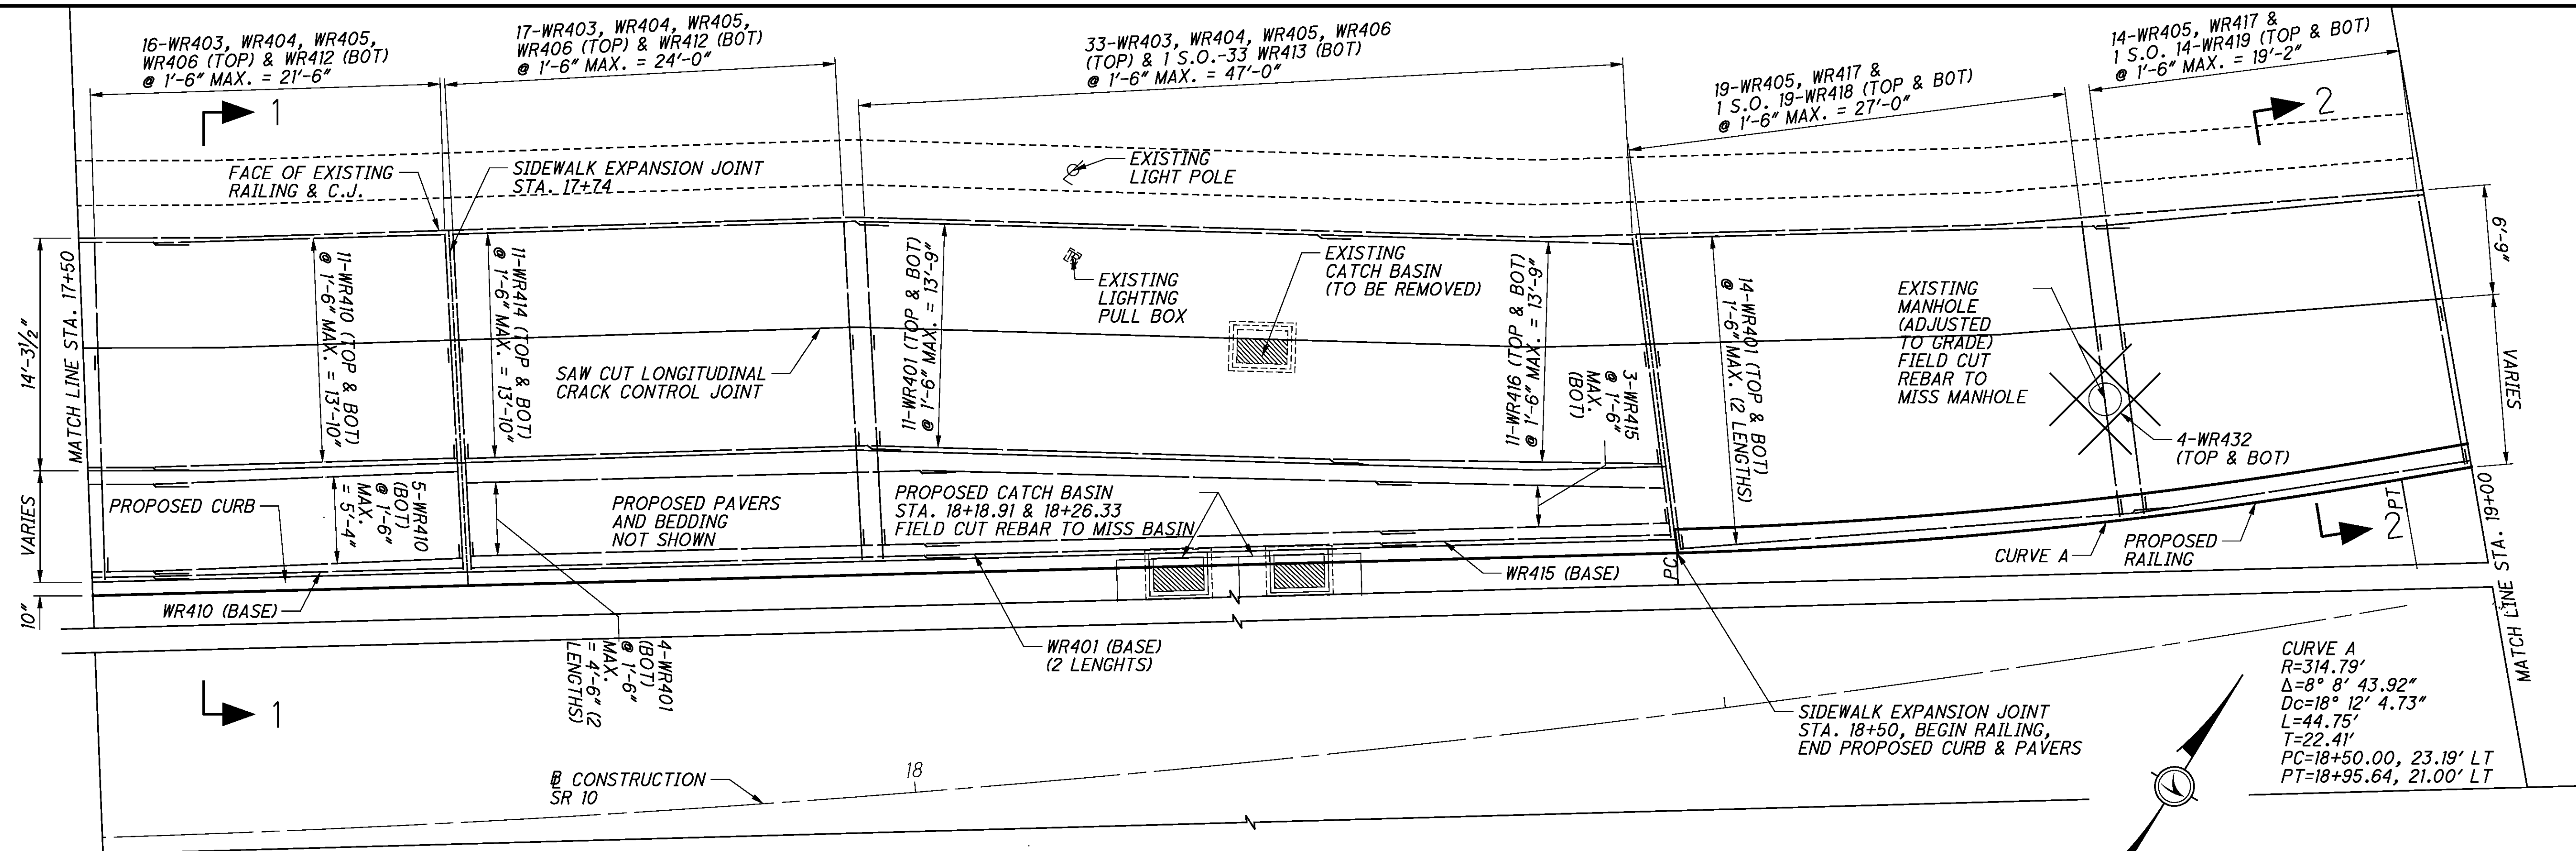 16-WR403, WR404, WR405,
WR406 (TOP) & WR412 (BOT)
@ 1'-6" MAX. = 21'-6"
17-WR403, WR404, WR405,
WR406 (TOP) & WR412 (BOT)
@ 1'-6" MAX. = 24'-0"
33-WR403, WR404, WR405, WR406
(TOP) & 1 S.O.-33 WR413 (BOT)
@ 1'-6" MAX. = 47'-0"
19-WR405, WR417 &
1 S.O. 19-WR418 (TOP & BOT)
@ 1'-6" MAX. = 27'-0"
14-WR405, WR417 &
1 S.O. 14-WR419 (TOP & BOT)
@ 1'-6" MAX. = 19'-2"
1
2
FACE OF EXISTING
RAILING & C.J.
SIDEWALK EXPANSION JOINT
STA. 17+74
EXISTING
LIGHT POLE
MATCH LINE STA. 17+50
14'-3½"
11-WR410 (TOP & BOT)
@ 1'-6" MAX. = 13'-10"
11-WR414 (TOP & BOT)
@ 1'-6" MAX. = 13'-10"
SAW CUT LONGITUDINAL
CRACK CONTROL JOINT
11-WR401 (TOP & BOT)
@ 1'-6" MAX. = 13'-9"
EXISTING
LIGHTING
PULL BOX
EXISTING
CATCH BASIN
(TO BE REMOVED)
11-WR416 (TOP & BOT)
@ 1'-6" MAX. = 13'-9"
3-WR415
@ 1'-6"
MAX.
(BOT)
14-WR401 (TOP & BOT)
@ 1'-6" MAX. (2 LENGTHS)
EXISTING
MANHOLE
(ADJUSTED
TO GRADE)
FIELD CUT
REBAR TO
MISS MANHOLE
4-WR432
(TOP & BOT)
6'-9"
VARIES
VARIES
10"
PROPOSED CURB
5-WR410
(BOT)
@ 1'-6"
MAX.
= 5'-4"
PROPOSED PAVERS
AND BEDDING
NOT SHOWN
PROPOSED CATCH BASIN
STA. 18+18.91 & 18+26.33
FIELD CUT REBAR TO MISS BASIN
WR410 (BASE)
4-WR401
(BOT)
@ 1'-6"
MAX.
= 4'-6" (2
LENGTHS)
WR401 (BASE)
(2 LENGHTS)
WR415 (BASE)
PC
CURVE A
PROPOSED
RAILING
2
PT
MATCH LINE STA. 19+00
1
SIDEWALK EXPANSION JOINT
STA. 18+50, BEGIN RAILING,
END PROPOSED CURB & PAVERS
CURVE A
R=314.79'
Δ=8° 8' 43.92"
Dc=18° 12' 4.73"
L=44.75'
T=22.41'
PC=18+50.00, 23.19' LT
PT=18+95.64, 21.00' LT
BL CONSTRUCTION
SR 10
18